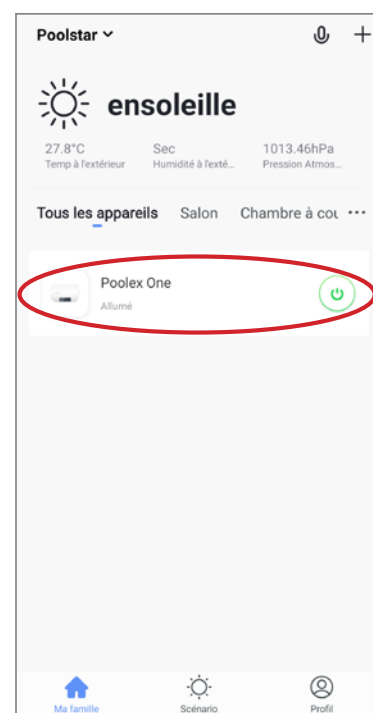 Poolstar
ensoleille
27.8°C Sec 1013.46hPa
Temp à l'extérieur Humidité à l'exté... Pression Atmos...
Tous les appareils Salon Chambre à cou ...
Poolex One
Allumé
Ma famille Scénario Profil